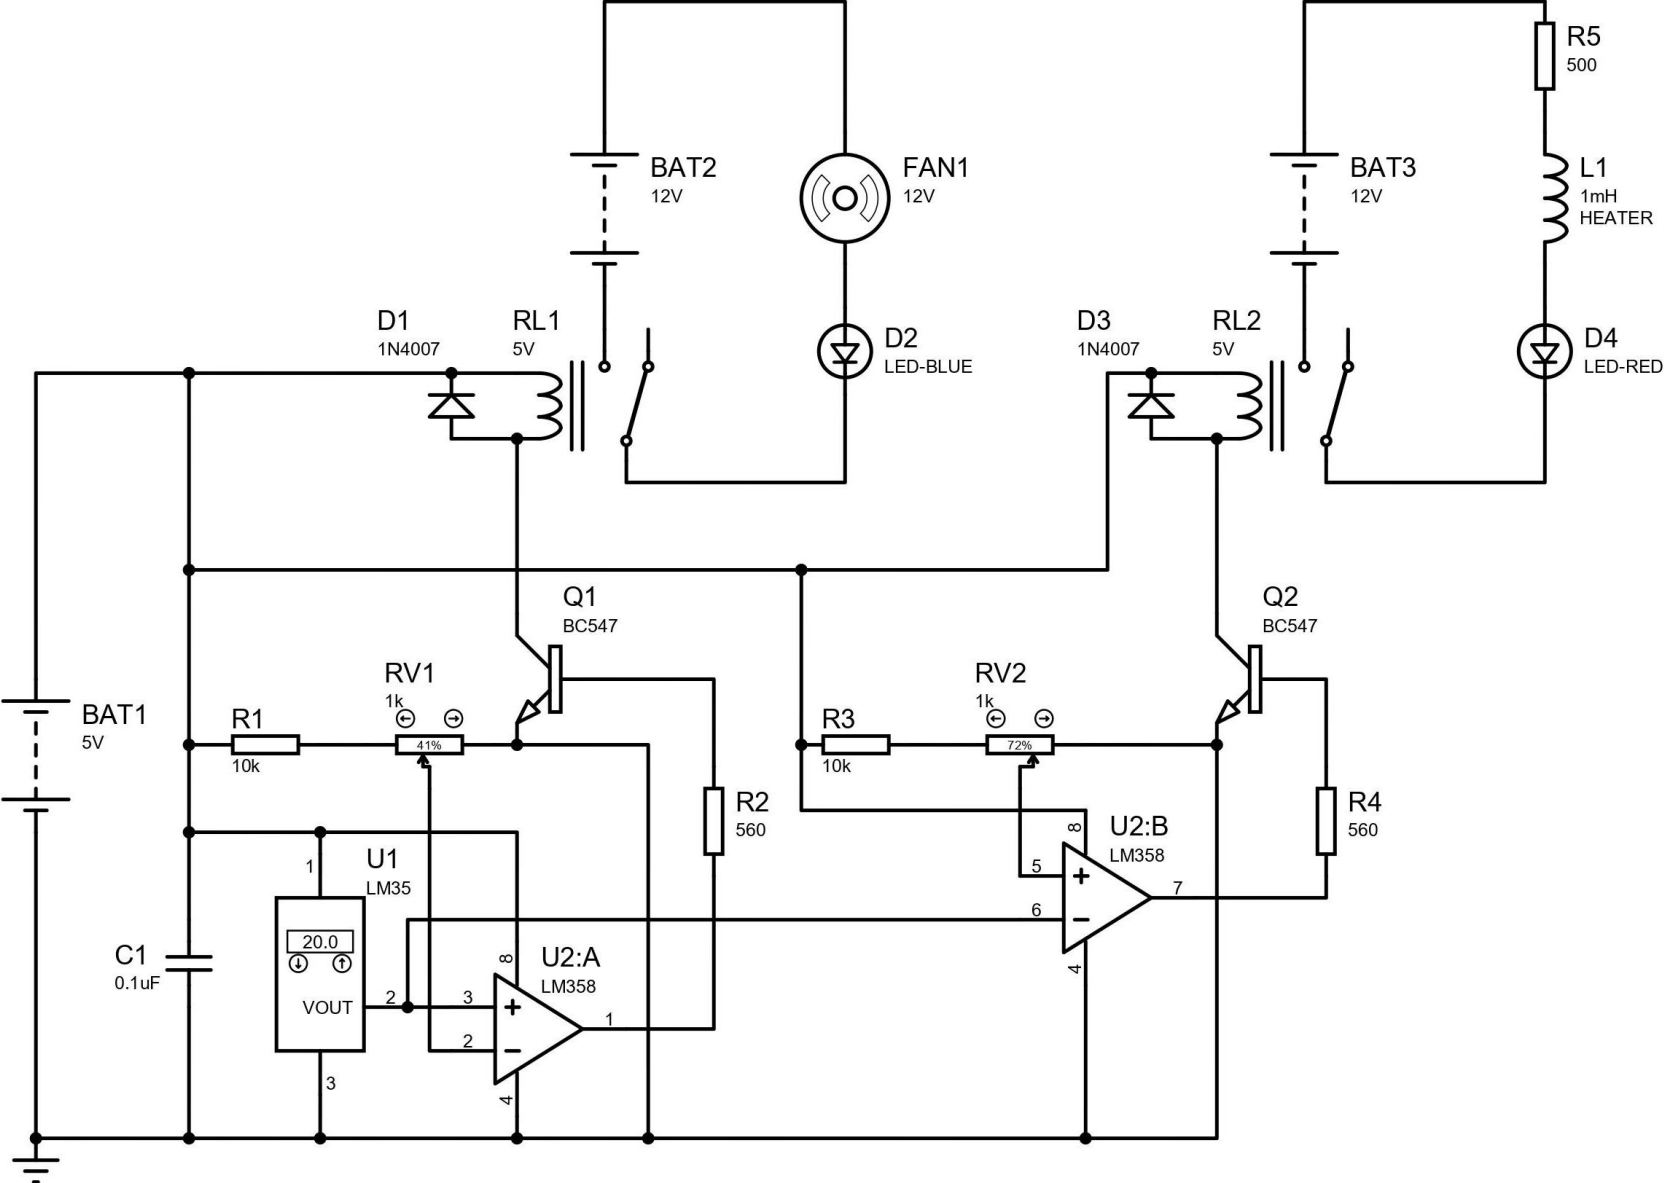 R5
500
BAT2
12V
FAN1
12V
BAT3
12V
L1
1mH
HEATER
D1
1N4007
RL1
5V
D2
LED-BLUE
D3
1N4007
RL2
5V
D4
LED-RED
Q1
BC547
Q2
BC547
BAT1
5V
R1
10k
RV1
1k
41%
R3
10k
RV2
1k
72%
R2
560
R4
560
1
U1
LM35
8
U2:B
LM358
5
+
6
−
7
4
C1
0.1uF
20.0
VOUT
2
3
8
U2:A
LM358
3
+
2
−
1
4